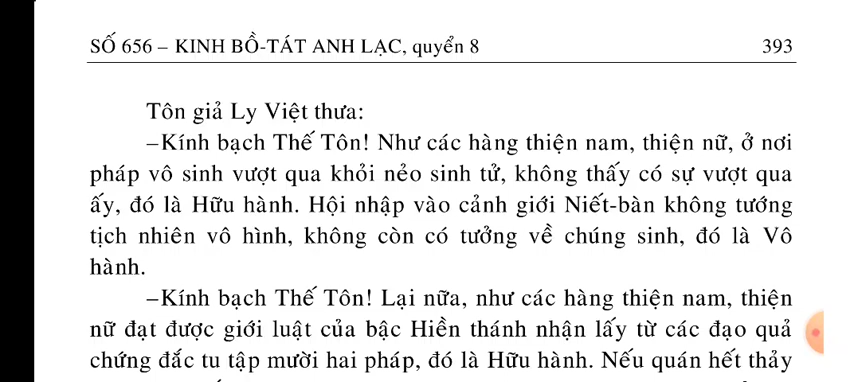 SỐ 656 – KINH BỒ-TÁT ANH LẠC, quyển 8 393
Tôn giả Ly Việt thưa:
–Kính bạch Thế Tôn! Như các hàng thiện nam, thiện nữ, ở nơi
pháp vô sinh vượt qua khỏi nẻo sinh tử, không thấy có sự vượt qua
ấy, đó là Hữu hành. Hội nhập vào cảnh giới Niết-bàn không tướng
tịch nhiên vô hình, không còn có tưởng về chúng sinh, đó là Vô
hành.
–Kính bạch Thế Tôn! Lại nữa, như các hàng thiện nam, thiện
nữ đạt được giới luật của bậc Hiền thánh nhận lấy từ các đạo quả
chứng đắc tu tập mười hai pháp, đó là Hữu hành. Nếu quán hết thảy